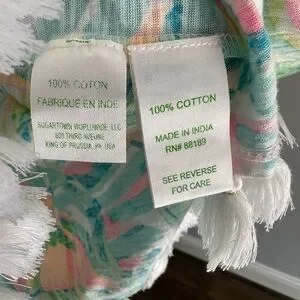 100% COTON
FABRIQUÉ EN INDE
SUGARTOWN WORLDWIDE, LLC
800 THIRD AVENUE
KING OF PRUSSIA, PA USA
100% COTTON
MADE IN INDIA
RN# 88189
SEE REVERSE
FOR CARE